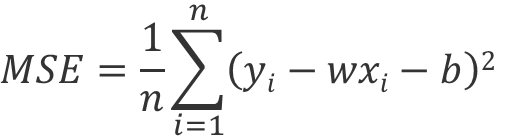 MSE = \frac{1}{n} \sum_{i=1}^{n} (y_i - wx_i - b)^2